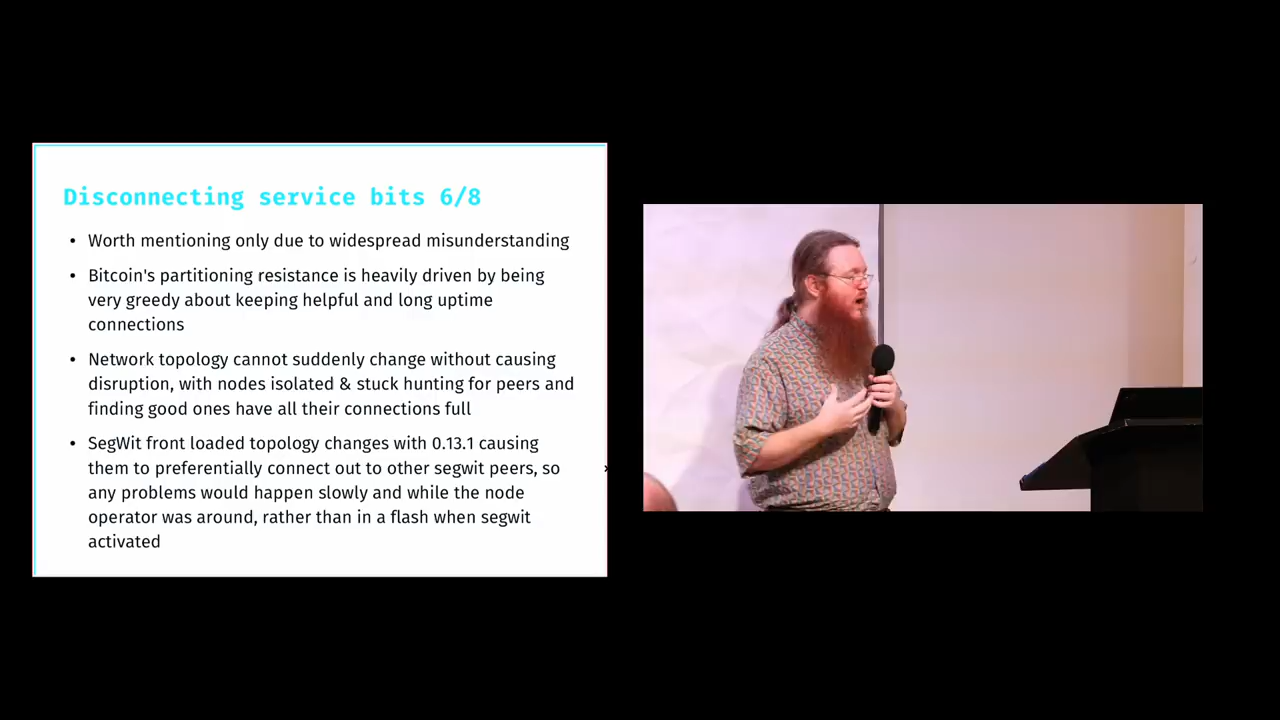 Disconnecting service bits 6/8
• Worth mentioning only due to widespread misunderstanding
• Bitcoin's partitioning resistance is heavily driven by being
very greedy about keeping helpful and long uptime
connections
• Network topology cannot suddenly change without causing
disruption, with nodes isolated & stuck hunting for peers and
finding good ones have all their connections full
• SegWit front loaded topology changes with 0.13.1 causing
them to preferentially connect out to other segwit peers, so
any problems would happen slowly and while the node
operator was around, rather than in a flash when segwit
activated